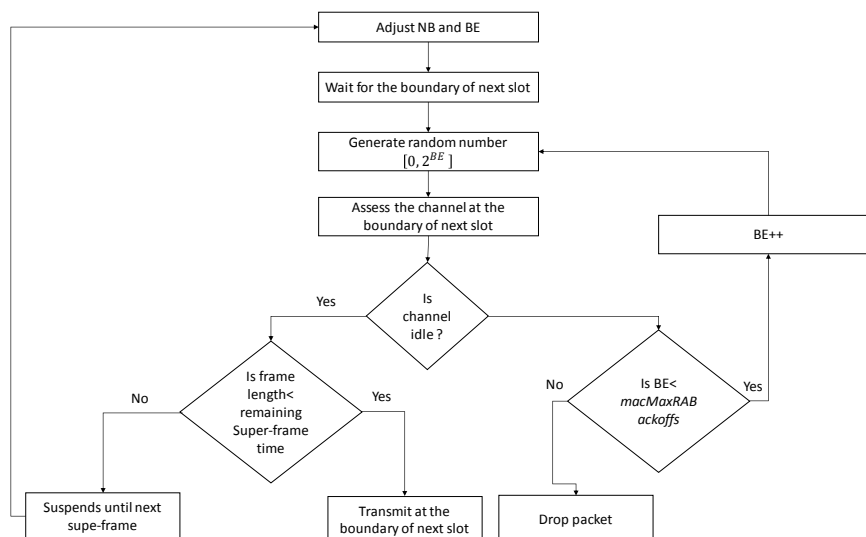 Adjust NB and BE
Wait for the boundary of next slot
Generate random number
[0, 2^{BE} ]
Assess the channel at the
boundary of next slot
BE++
Yes
Is
channel
idle ?
Is frame
length<
remaining
Super-frame
time
No
Yes
No
Is BE<
macMaxRAB
ackoffs
Yes
Suspends until next
supe-frame
Transmit at the
boundary of next slot
Drop packet